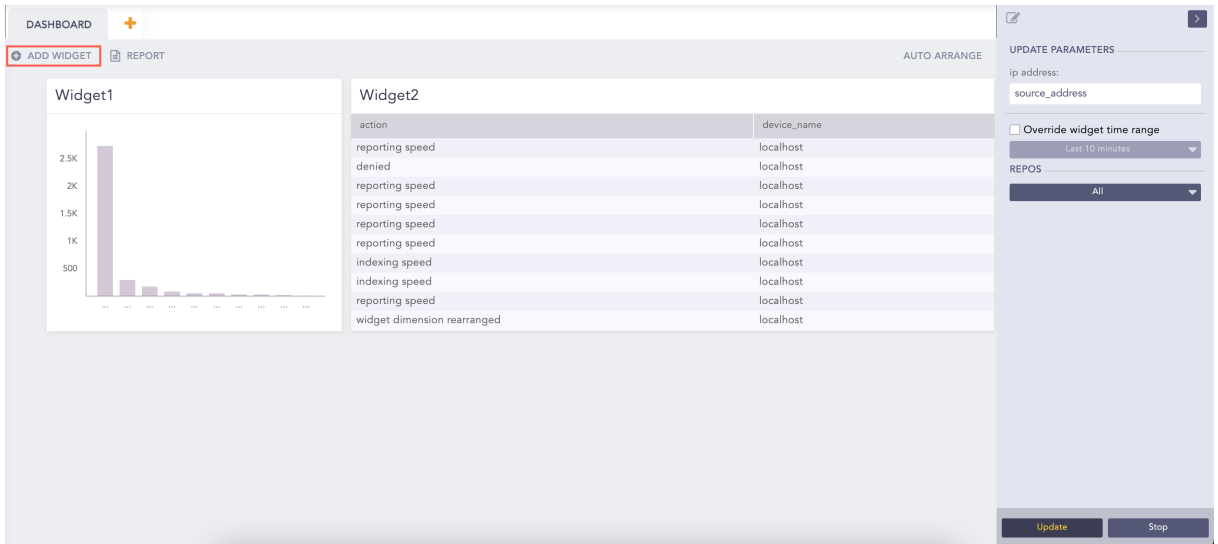 DASHBOARD
ADD WIDGET REPORT AUTO ARRANGE
Widget1
2.5K
2K
1.5K
1K
500
... ... ... ... ... ... ... ... ... ...
Widget2
action device_name
reporting speed localhost
denied localhost
reporting speed localhost
reporting speed localhost
reporting speed localhost
reporting speed localhost
indexing speed localhost
indexing speed localhost
reporting speed localhost
widget dimension rearranged localhost
UPDATE PARAMETERS
ip address:
source_address
Override widget time range
Last 10 minutes
REPOS
All
Update Stop